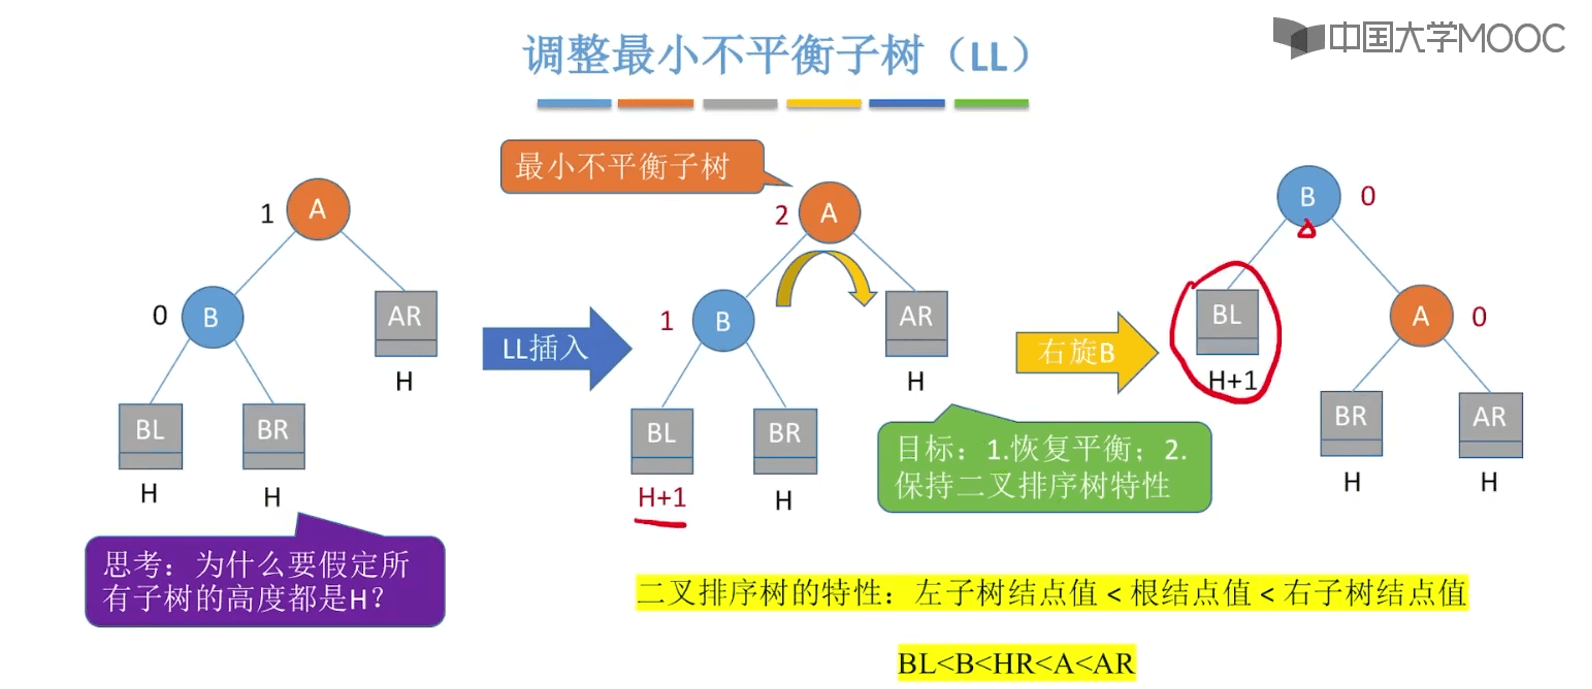 中国大学MOOC
调整最小不平衡子树（LL）
最小不平衡子树
1
A
0
B
AR
H
BL
BR
H
H
思考：为什么要假定所
有子树的高度都是H？
LL插入
2
A
1
B
AR
H
BL
BR
H+1
H
目标：1.恢复平衡；2.
保持二叉排序树特性
右旋B
B
0
BL
H+1
A
0
BR
AR
H
H
二叉排序树的特性：左子树结点值 < 根结点值 < 右子树结点值
BL<B<HR<A<AR